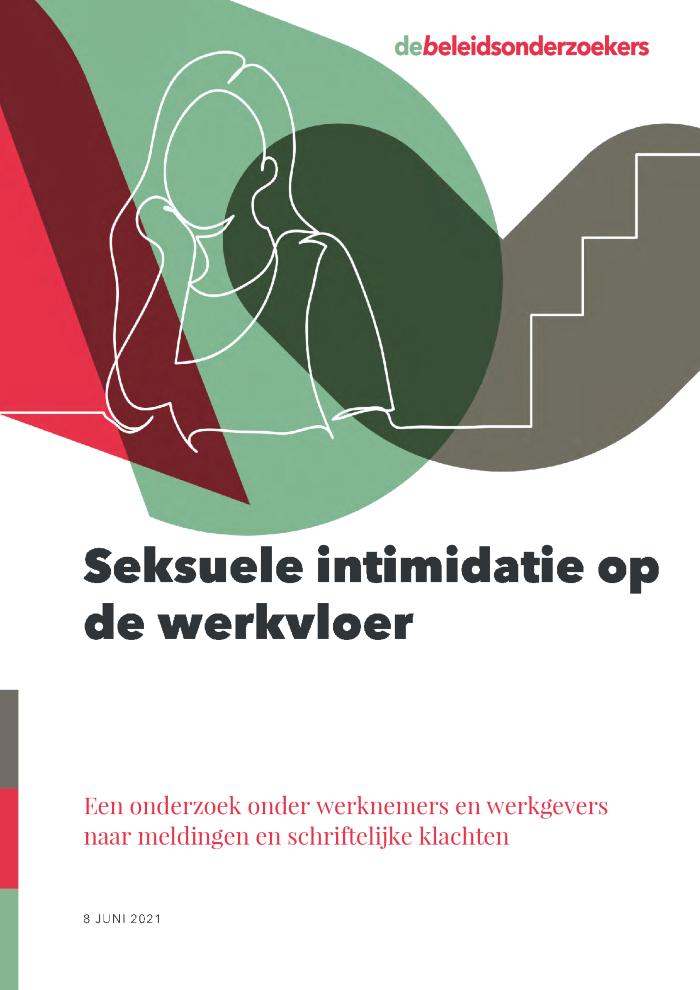 debeleidsonderzoekers
Seksuele intimidatie op
de werkvloer
Een onderzoek onder werknemers en werkgevers
naar meldingen en schriftelijke klachten
8 JUNI 2021